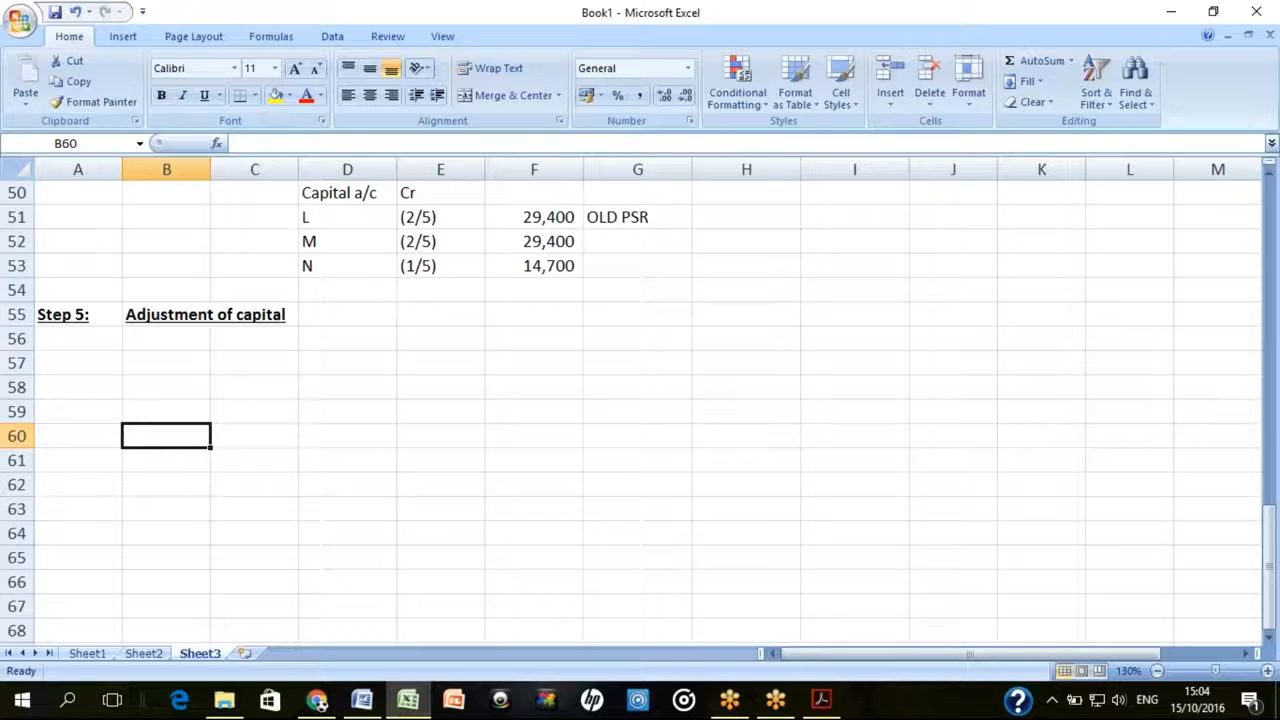 Book1 - Microsoft Excel
Home Insert Page Layout Formulas Data Review View
Paste Cut Copy Format Painter Clipboard
Calibri 11 Font
Wrap Text Merge & Center Alignment
General Number
Conditional Formatting Format as Table Cell Styles Styles
Insert Delete Format Cells
AutoSum Fill Clear Sort & Filter Find & Select Editing
B60 fx
A B C D E F G H I J K L M
50 Capital a/c Cr
51 L (2/5) 29,400 OLD PSR
52 M (2/5) 29,400
53 N (1/5) 14,700
54
55 Step 5: Adjustment of capital
56
57
58
59
60
61
62
63
64
65
66
67
68
Sheet1 Sheet2 Sheet3
Ready 130%
ENG 15:04
15/10/2016